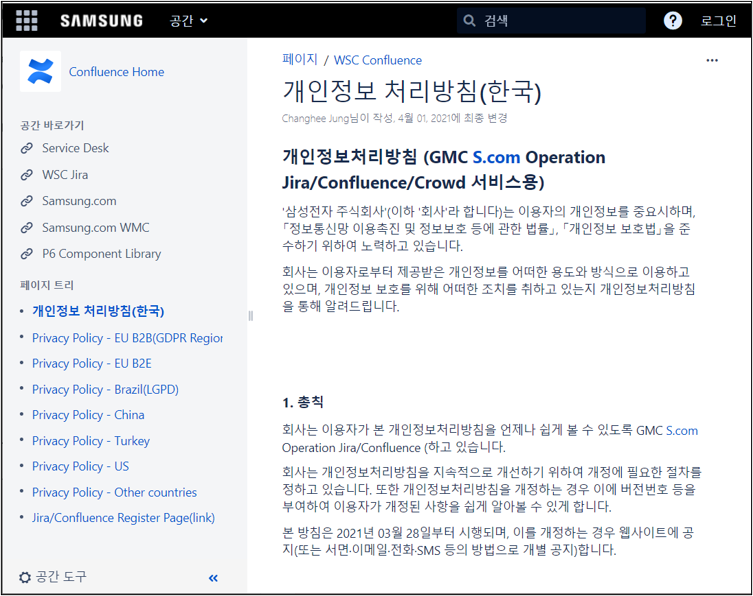 SAMSUNG 공간 검색 ? 로그인
Confluence Home
공간 바로가기
Service Desk
WSC Jira
Samsung.com
Samsung.com WMC
P6 Component Library
페이지 트리
• 개인정보 처리방침(한국)
• Privacy Policy - EU B2B(GDPR Region
• Privacy Policy - EU B2E
• Privacy Policy - Brazil(LGPD)
• Privacy Policy - China
• Privacy Policy - Turkey
• Privacy Policy - US
• Privacy Policy - Other countries
• Jira/Confluence Register Page(link)
공간 도구 «
페이지 / WSC Confluence ...
개인정보 처리방침(한국)
Changhee Jung님이 작성, 4월 01, 2021에 최종 변경
개인정보처리방침 (GMC S.com Operation
Jira/Confluence/Crowd 서비스용)
'삼성전자 주식회사'(이하 '회사'라 합니다)는 이용자의 개인정보를 중요시하며,
「정보통신망 이용촉진 및 정보보호 등에 관한 법률」, 「개인정보 보호법」을 준
수하기 위하여 노력하고 있습니다.
회사는 이용자로부터 제공받은 개인정보를 어떠한 용도와 방식으로 이용하고
있으며, 개인정보 보호를 위해 어떠한 조치를 취하고 있는지 개인정보처리방침
을 통해 알려드립니다.
1. 총칙
회사는 이용자가 본 개인정보처리방침을 언제나 쉽게 볼 수 있도록 GMC S.com
Operation Jira/Confluence (하고 있습니다.
회사는 개인정보처리방침을 지속적으로 개선하기 위하여 개정에 필요한 절차를
정하고 있습니다. 또한 개인정보처리방침을 개정하는 경우 이에 버전번호 등을
부여하여 이용자가 개정된 사항을 쉽게 알아볼 수 있게 합니다.
본 방침은 2021년 03월 28일부터 시행되며, 이를 개정하는 경우 웹사이트에 공
지(또는 서면·이메일·전화·SMS 등의 방법으로 개별 공지)합니다.